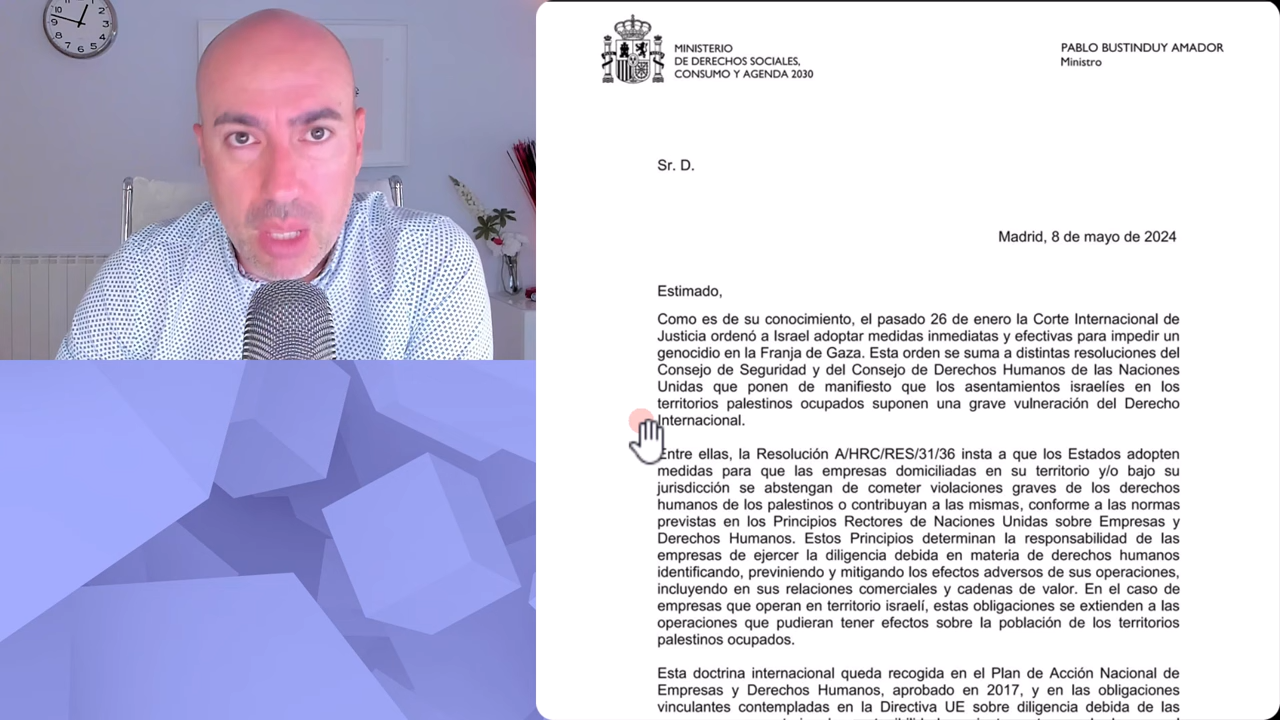 MINISTERIO
DE DERECHOS SOCIALES,
CONSUMO Y AGENDA 2030
PABLO BUSTINDUY AMADOR
Ministro
Sr. D.
Madrid, 8 de mayo de 2024
Estimado,
Como es de su conocimiento, el pasado 26 de enero la Corte Internacional de
Justicia ordenó a Israel adoptar medidas inmediatas y efectivas para impedir un
genocidio en la Franja de Gaza. Esta orden se suma a distintas resoluciones del
Consejo de Seguridad y del Consejo de Derechos Humanos de las Naciones
Unidas que ponen de manifiesto que los asentamientos israelíes en los
territorios palestinos ocupados suponen una grave vulneración del Derecho
Internacional.
Entre ellas, la Resolución A/HRC/RES/31/36 insta a que los Estados adopten
medidas para que las empresas domiciliadas en su territorio y/o bajo su
jurisdicción se abstengan de cometer violaciones graves de los derechos
humanos de los palestinos o contribuyan a las mismas, conforme a las normas
previstas en los Principios Rectores de Naciones Unidas sobre Empresas y
Derechos Humanos. Estos Principios determinan la responsabilidad de las
empresas de ejercer la diligencia debida en materia de derechos humanos
identificando, previniendo y mitigando los efectos adversos de sus operaciones,
incluyendo en sus relaciones comerciales y cadenas de valor. En el caso de
empresas que operan en territorio israelí, estas obligaciones se extienden a las
operaciones que pudieran tener efectos sobre la población de los territorios
palestinos ocupados.
Esta doctrina internacional queda recogida en el Plan de Acción Nacional de
Empresas y Derechos Humanos, aprobado en 2017, y en las obligaciones
vinculantes contempladas en la Directiva UE sobre diligencia debida de las